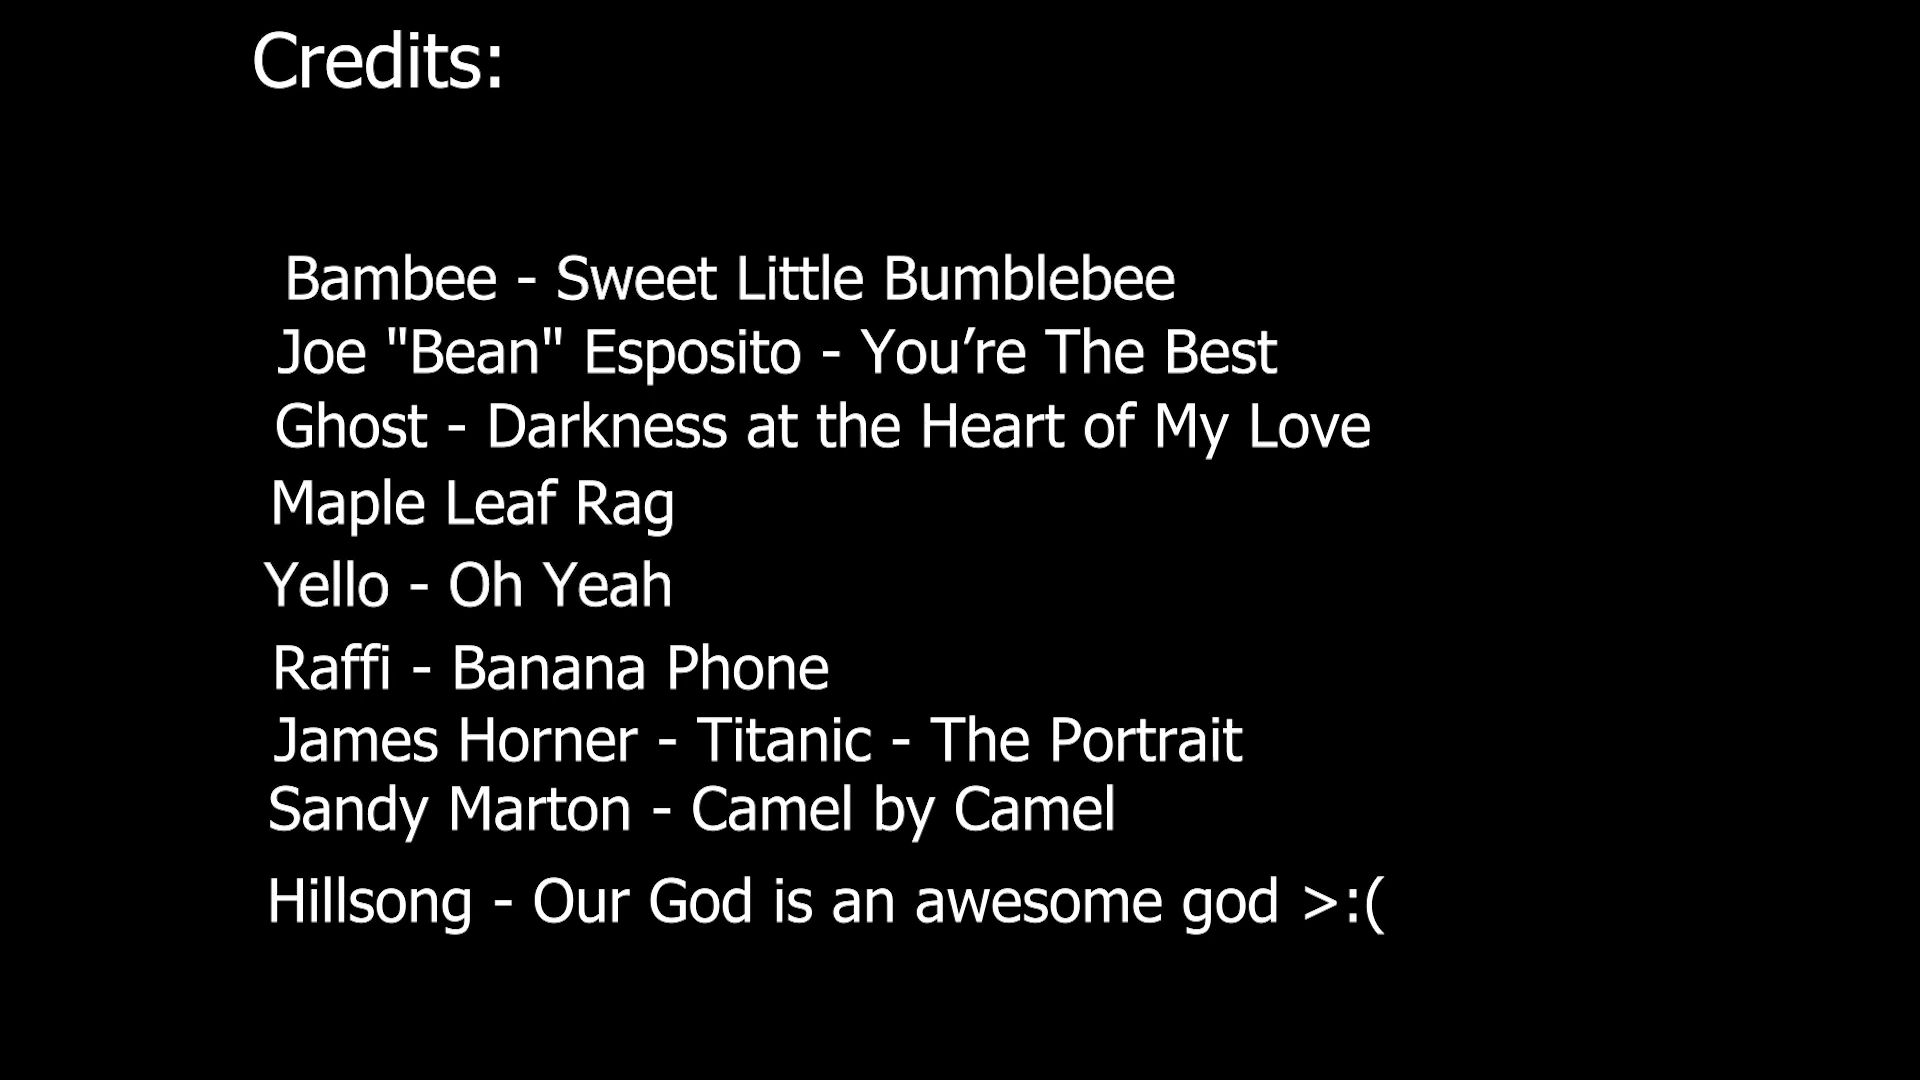 Credits:
Bambee - Sweet Little Bumblebee
Joe "Bean" Esposito - You’re The Best
Ghost - Darkness at the Heart of My Love
Maple Leaf Rag
Yello - Oh Yeah
Raffi - Banana Phone
James Horner - Titanic - The Portrait
Sandy Marton - Camel by Camel
Hillsong - Our God is an awesome god >:(